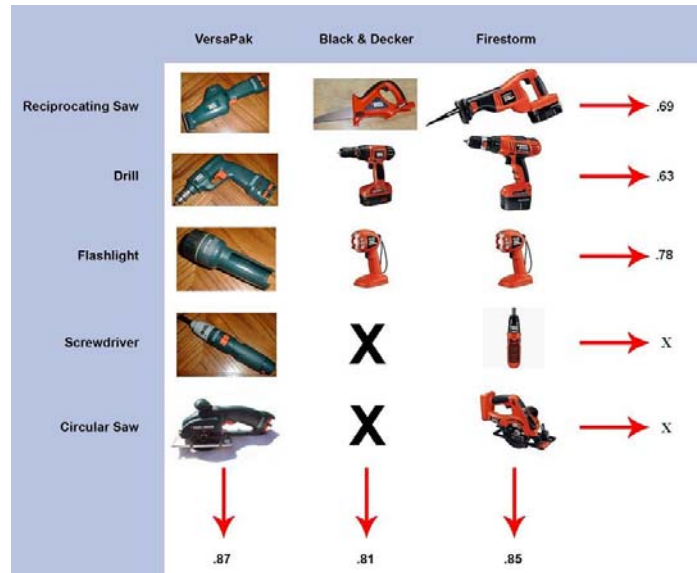 VersaPak Black & Decker Firestorm
Reciprocating Saw .69
Drill .63
Flashlight .78
Screwdriver X X
Circular Saw X X
.87 .81 .85